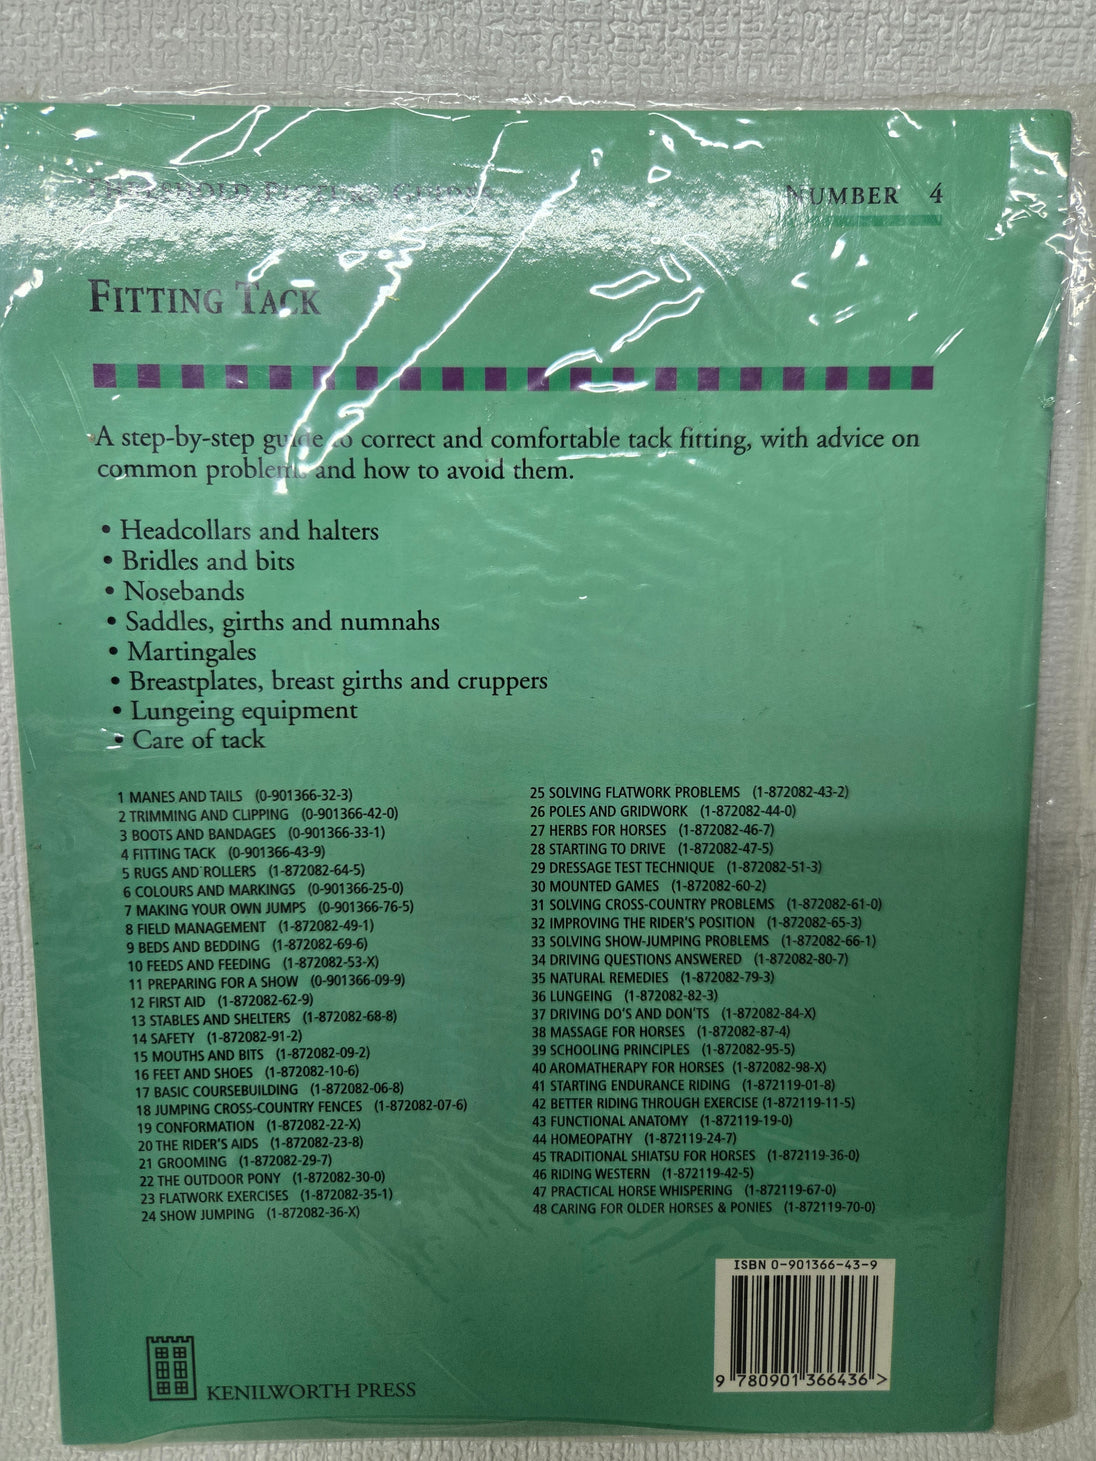 THRESHOLD PICTURE GUIDES
NUMBER 4
FITTING TACK
A step-by-step guide to correct and comfortable tack fitting, with advice on
common problems and how to avoid them.
• Headcollars and halters
• Bridles and bits
• Nosebands
• Saddles, girths and numnahs
• Martingales
• Breastplates, breast girths and cruppers
• Lungeing equipment
• Care of tack
1 MANES AND TAILS (0-901366-32-3)
2 TRIMMING AND CLIPPING (0-901366-42-0)
3 BOOTS AND BANDAGES (0-901366-33-1)
4 FITTING TACK (0-901366-43-9)
5 RUGS AND ROLLERS (1-872082-64-5)
6 COLOURS AND MARKINGS (0-901366-25-0)
7 MAKING YOUR OWN JUMPS (0-901366-76-5)
8 FIELD MANAGEMENT (1-872082-49-1)
9 BEDS AND BEDDING (1-872082-69-6)
10 FEEDS AND FEEDING (1-872082-53-X)
11 PREPARING FOR A SHOW (0-901366-09-9)
12 FIRST AID (1-872082-62-9)
13 STABLES AND SHELTERS (1-872082-68-8)
14 SAFETY (1-872082-91-2)
15 MOUTHS AND BITS (1-872082-09-2)
16 FEET AND SHOES (1-872082-10-6)
17 BASIC COURSEBUILDING (1-872082-06-8)
18 JUMPING CROSS-COUNTRY FENCES (1-872082-07-6)
19 CONFORMATION (1-872082-22-X)
20 THE RIDER'S AIDS (1-872082-23-8)
21 GROOMING (1-872082-29-7)
22 THE OUTDOOR PONY (1-872082-30-0)
23 FLATWORK EXERCISES (1-872082-35-1)
24 SHOW JUMPING (1-872082-36-X)
25 SOLVING FLATWORK PROBLEMS (1-872082-43-2)
26 POLES AND GRIDWORK (1-872082-44-0)
27 HERBS FOR HORSES (1-872082-46-7)
28 STARTING TO DRIVE (1-872082-47-5)
29 DRESSAGE TEST TECHNIQUE (1-872082-51-3)
30 MOUNTED GAMES (1-872082-60-2)
31 SOLVING CROSS-COUNTRY PROBLEMS (1-872082-61-0)
32 IMPROVING THE RIDER'S POSITION (1-872082-65-3)
33 SOLVING SHOW-JUMPING PROBLEMS (1-872082-66-1)
34 DRIVING QUESTIONS ANSWERED (1-872082-80-7)
35 NATURAL REMEDIES (1-872082-79-3)
36 LUNGEING (1-872082-82-3)
37 DRIVING DO'S AND DON'TS (1-872082-84-X)
38 MASSAGE FOR HORSES (1-872082-87-4)
39 SCHOOLING PRINCIPLES (1-872082-95-5)
40 AROMATHERAPY FOR HORSES (1-872082-98-X)
41 STARTING ENDURANCE RIDING (1-872119-01-8)
42 BETTER RIDING THROUGH EXERCISE (1-872119-11-5)
43 FUNCTIONAL ANATOMY (1-872119-19-0)
44 HOMEOPATHY (1-872119-24-7)
45 TRADITIONAL SHIATSU FOR HORSES (1-872119-36-0)
46 RIDING WESTERN (1-872119-42-5)
47 PRACTICAL HORSE WHISPERING (1-872119-67-0)
48 CARING FOR OLDER HORSES & PONIES (1-872119-70-0)
ISBN 0-901366-43-9
9 780901 366436 >
KENILWORTH PRESS